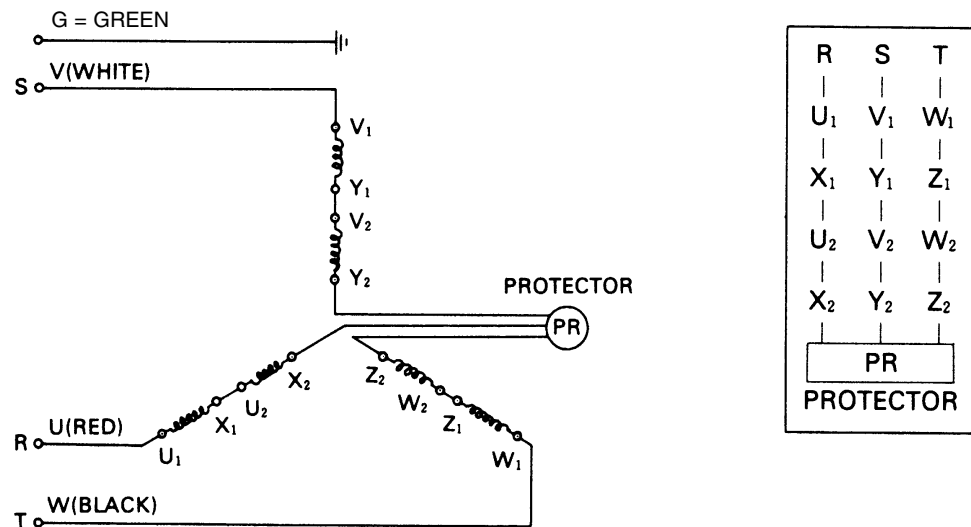 G = GREEN
S V(WHITE)
V₁
Y₁
V₂
Y₂
PROTECTOR
PR
X₂
U₂
X₁
U₁
R U(RED)
Z₂
W₂
Z₁
W₁
T W(BLACK)
R S T
U₁ V₁ W₁
X₁ Y₁ Z₁
U₂ V₂ W₂
X₂ Y₂ Z₂
PR
PROTECTOR